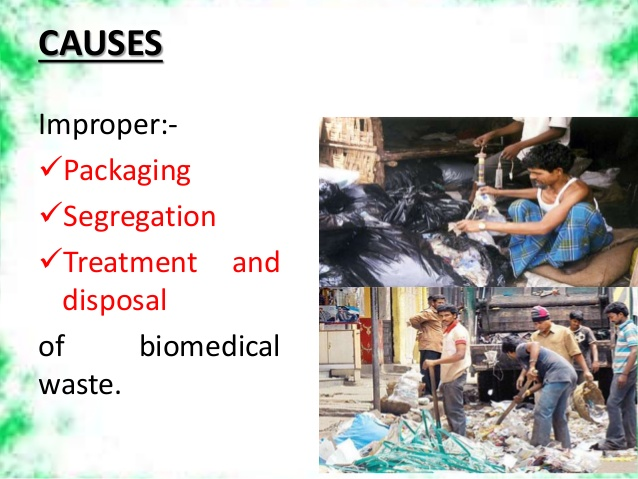 CAUSES
Improper:-
✓Packaging
✓Segregation
✓Treatment and
disposal
of biomedical
waste.